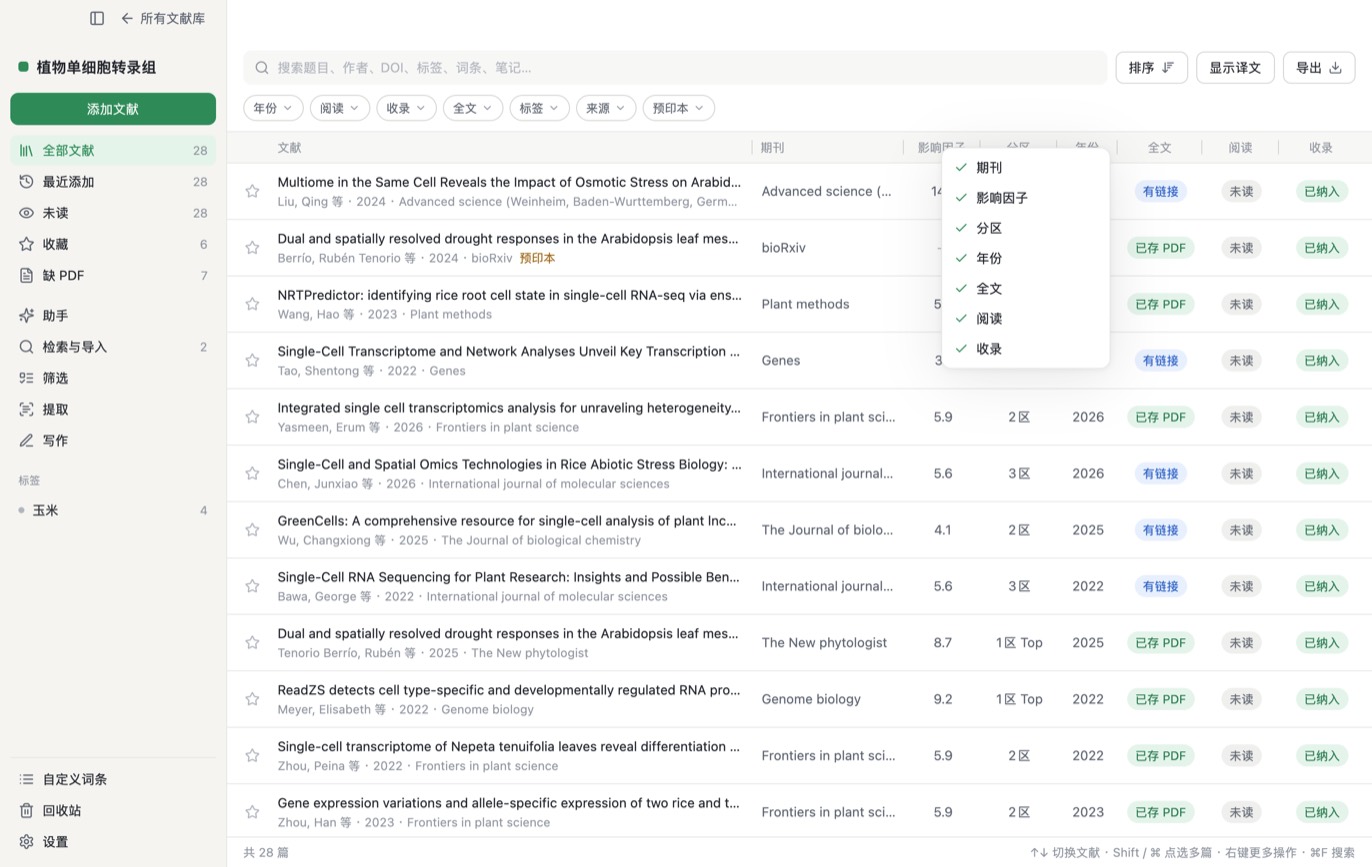 所有文献库
植物单细胞转录组
添加文献
全部文献 28
最近添加 28
未读 28
收藏 6
缺 PDF 7
助手
检索与导入 2
筛选
提取
写作
标签
玉米 4
自定义词条
回收站
设置
搜索题目、作者、DOI、标签、词条、笔记...
排序
显示译文
导出
年份 阅读 收录 全文 标签 来源 预印本
文献 期刊 影响因子 分区 年份 全文 阅读 收录
Multiome in the Same Cell Reveals the Impact of Osmotic Stress on Arabid...
Liu, Qing 等 · 2024 · Advanced science (Weinheim, Baden-Wurttemberg, Germ...
Advanced science (... 有链接 未读 已纳入
Dual and spatially resolved drought responses in the Arabidopsis leaf mes...
Berrío, Rubén Tenorio 等 · 2024 · bioRxiv 预印本
bioRxiv 已存 PDF 未读 已纳入
NRTPredictor: identifying rice root cell state in single-cell RNA-seq via ens...
Wang, Hao 等 · 2023 · Plant methods
Plant methods 已存 PDF 未读 已纳入
Single-Cell Transcriptome and Network Analyses Unveil Key Transcription ...
Tao, Shentong 等 · 2022 · Genes
Genes 有链接 未读 已纳入
期刊
影响因子
分区
年份
全文
阅读
收录
Integrated single cell transcriptomics analysis for unraveling heterogeneity...
Yasmeen, Erum 等 · 2026 · Frontiers in plant science
Frontiers in plant sci... 5.9 2区 2026 已存 PDF 未读 已纳入
Single-Cell and Spatial Omics Technologies in Rice Abiotic Stress Biology: ...
Chen, Junxiao 等 · 2026 · International journal of molecular sciences
International journal... 5.6 3区 2026 有链接 未读 已纳入
GreenCells: A comprehensive resource for single-cell analysis of plant lnc...
Wu, Changxiong 等 · 2025 · The Journal of biological chemistry
The Journal of biolo... 4.1 2区 2025 有链接 未读 已纳入
Single-Cell RNA Sequencing for Plant Research: Insights and Possible Ben...
Bawa, George 等 · 2022 · International journal of molecular sciences
International journal... 5.6 3区 2022 有链接 未读 已纳入
Dual and spatially resolved drought responses in the Arabidopsis leaf mes...
Tenorio Berrío, Rubén 等 · 2025 · The New phytologist
The New phytologist 8.7 1区 Top 2025 已存 PDF 未读 已纳入
ReadZS detects cell type-specific and developmentally regulated RNA pro...
Meyer, Elisabeth 等 · 2022 · Genome biology
Genome biology 9.2 1区 Top 2022 已存 PDF 未读 已纳入
Single-cell transcriptome of Nepeta tenuifolia leaves reveal differentiation ...
Zhou, Peina 等 · 2022 · Frontiers in plant science
Frontiers in plant sci... 5.9 2区 2022 已存 PDF 未读 已纳入
Gene expression variations and allele-specific expression of two rice and t...
Zhou, Han 等 · 2023 · Frontiers in plant science
Frontiers in plant sci... 5.9 2区 2023 已存 PDF 未读 已纳入
共 28 篇
↑↓ 切换文献 · Shift / ⌘ 点选多篇 · 右键更多操作 · ⌘F 搜索